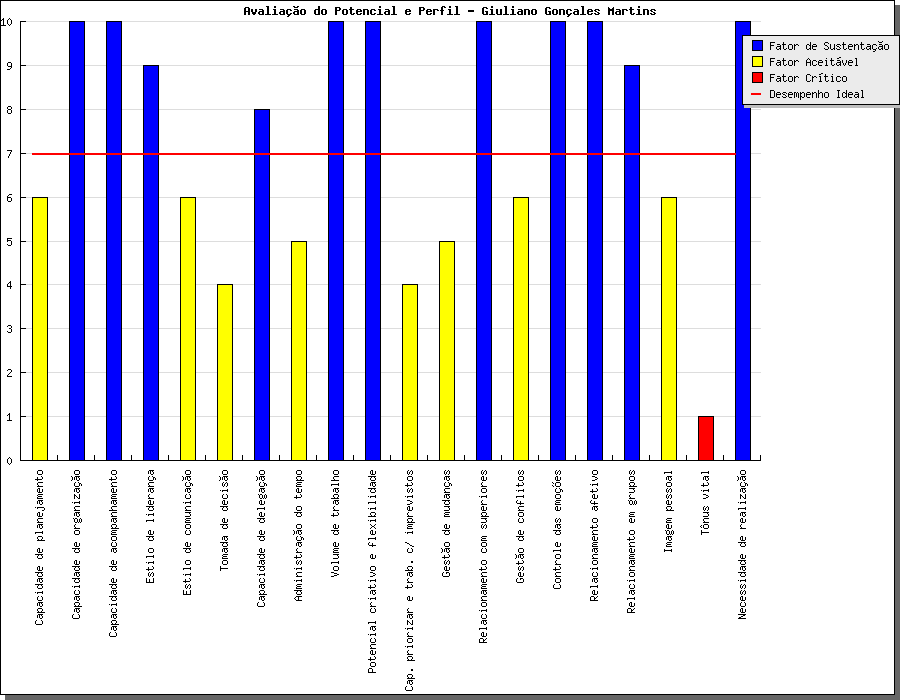 Avaliação do Potencial e Perfil - Giuliano Gonçales Martins
10
9
8
7
6
5
4
3
2
1
0
Fator de Sustentação
Fator Aceitável
Fator Crítico
Desempenho Ideal
Capacidade de planejamento
Capacidade de organização
Capacidade de acompanhamento
Estilo de liderança
Estilo de comunicação
Tomada de decisão
Capacidade de delegação
Administração do tempo
Volume de trabalho
Potencial criativo e flexibilidade
Cap. priorizar e trab. c/ imprevistos
Gestão de mudanças
Relacionamento com superiores
Gestão de conflitos
Controle das emoções
Relacionamento afetivo
Relacionamento em grupos
Imagem pessoal
Tônus vital
Necessidade de realização